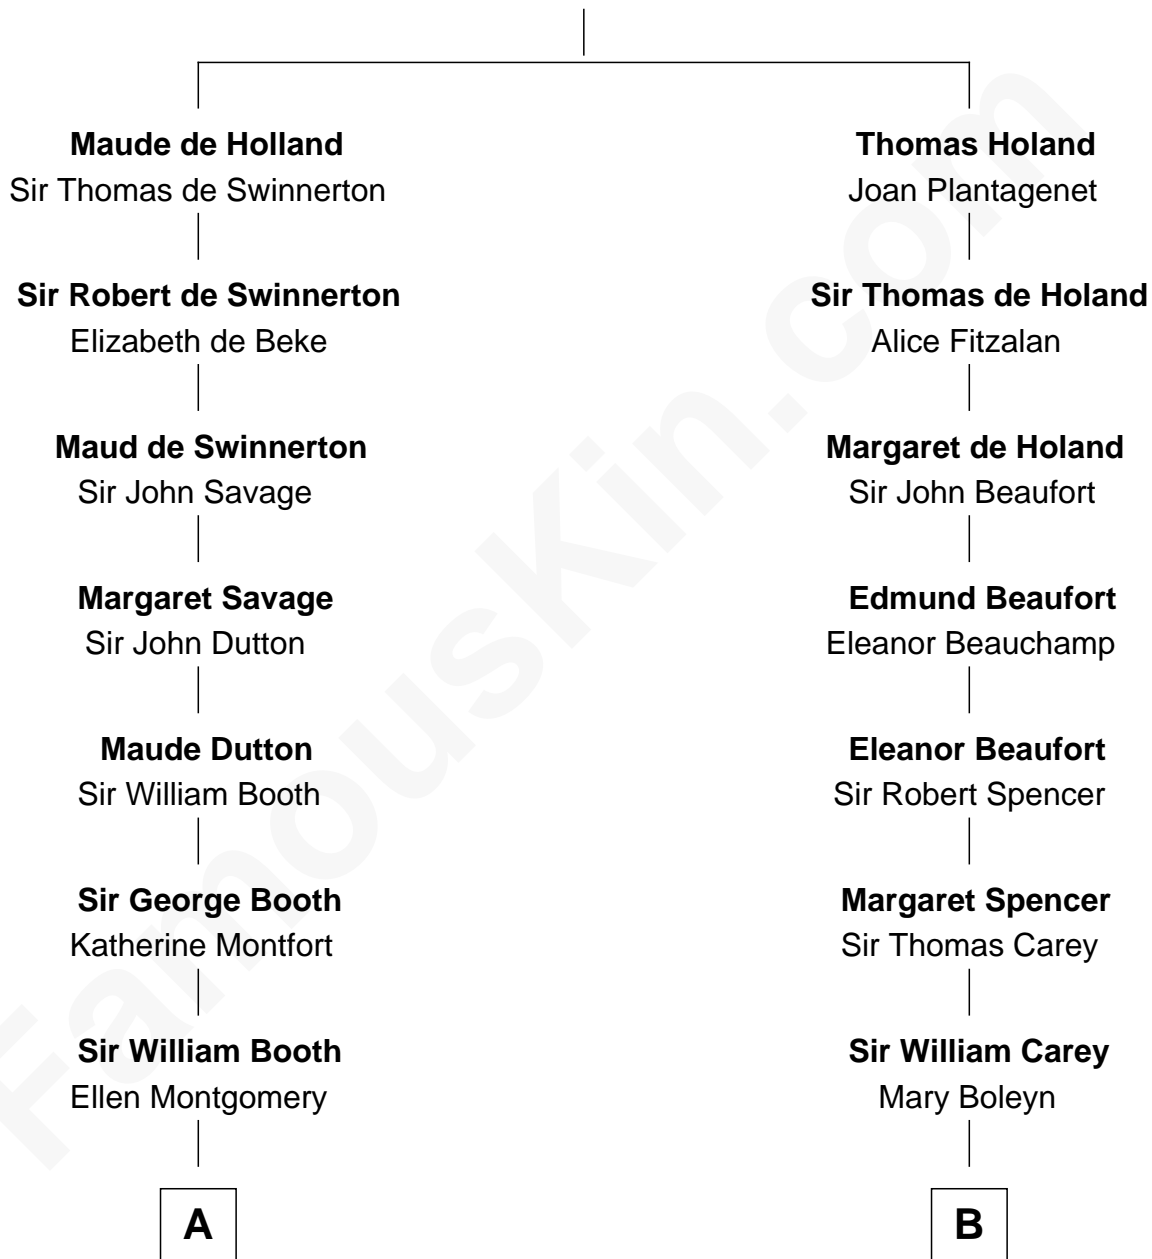 Maude de Holland
Sir Thomas de Swinnerton
Sir Robert de Swinnerton
Elizabeth de Beke
Maud de Swinnerton
Sir John Savage
Margaret Savage
Sir John Dutton
Maude Dutton
Sir William Booth
Sir George Booth
Katherine Montfort
Sir William Booth
Ellen Montgomery
A
Thomas Holand
Joan Plantagenet
Sir Thomas de Holand
Alice Fitzalan
Margaret de Holand
Sir John Beaufort
Edmund Beaufort
Eleanor Beauchamp
Eleanor Beaufort
Sir Robert Spencer
Margaret Spencer
Sir Thomas Carey
Sir William Carey
Mary Boleyn
B
FamousKin.com